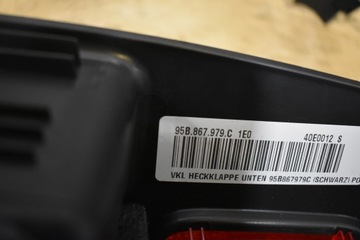 95B.867.979.C 1E0 40E0012 S
VKL HECKKLAPPE UNTEN 95B867979C (SCHWARZ) PO